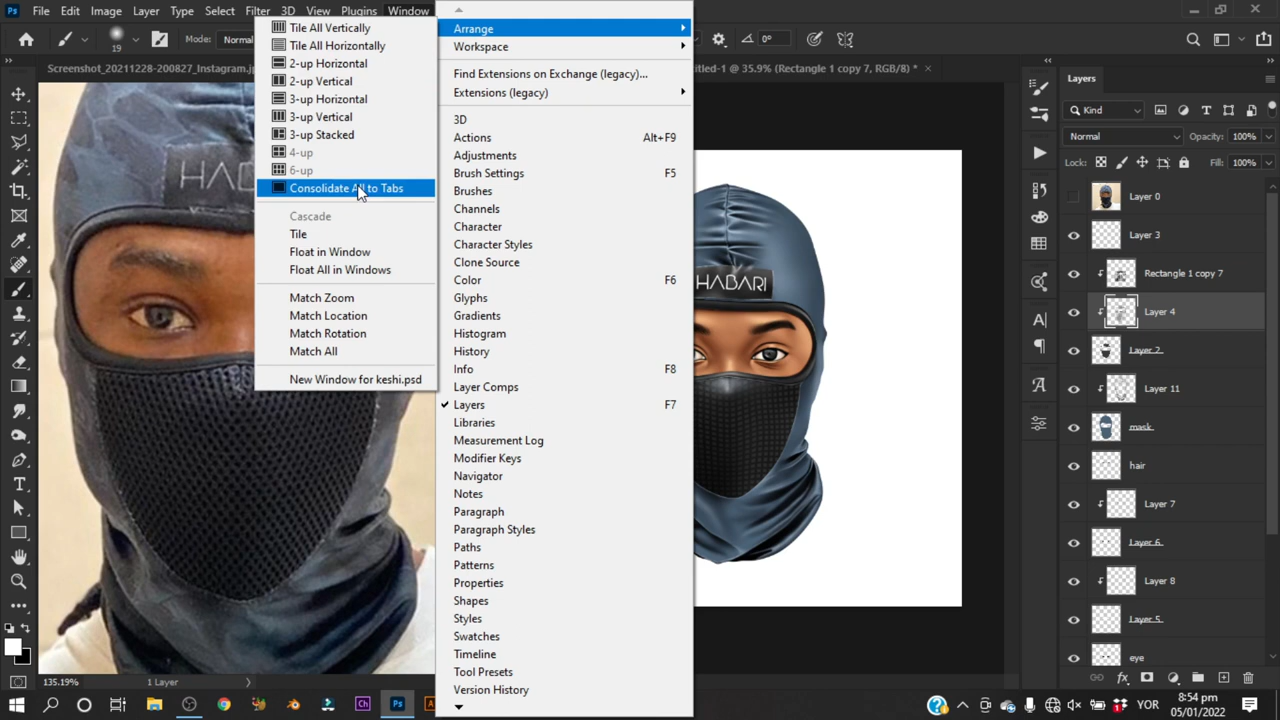 Ps File Edit Image Layer Type Select Filter 3D View Plugins Window
19 Mode: Normal 0°
Screenshot_20211228-200827_Instagram.j
titled-1 @ 35.9% (Rectangle 1 copy 7, RGB/8) * ×
Tile All Vertically
Tile All Horizontally
2-up Horizontal
2-up Vertical
3-up Horizontal
3-up Vertical
3-up Stacked
4-up
6-up
Consolidate All to Tabs
Cascade
Tile
Float in Window
Float All in Windows
Match Zoom
Match Location
Match Rotation
Match All
New Window for keshi.psd
Arrange
Workspace
Find Extensions on Exchange (legacy)...
Extensions (legacy)
3D
Actions Alt+F9
Adjustments
Brush Settings F5
Brushes
Channels
Character
Character Styles
Clone Source
Color F6
Glyphs
Gradients
Histogram
History
Info F8
Layer Comps
Layers F7
Libraries
Measurement Log
Modifier Keys
Navigator
Notes
Paragraph
Paragraph Styles
Paths
Patterns
Properties
Shapes
Styles
Swatches
Timeline
Tool Presets
Version History
HABARI
Layers
Kind
Normal Opacity: 100%
Lock: Fill: 100%
Layer 0
Layer 3
Rectangle 1 copy 7
Layer 4
Layer 2
Layer 11
mask
hair
Layer 7
Layer 6
Layer 8
Layer 5
eye
135.19% 1 Layer
Ch Ps
05:54 pm
05/01/2022